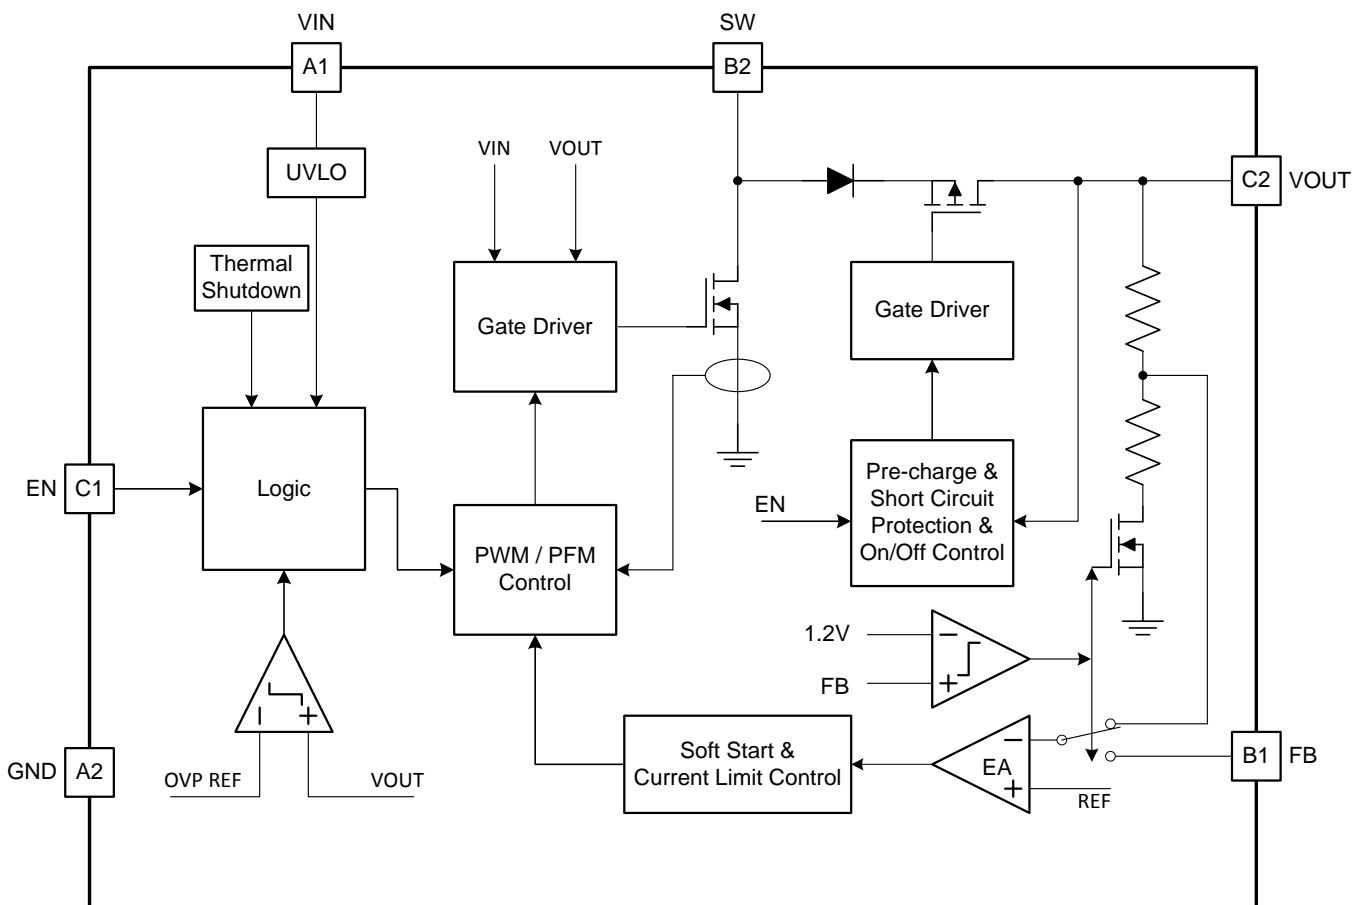 VIN
SW
A1
B2
UVLO
VIN
VOUT
C2
VOUT
Thermal
Shutdown
Gate Driver
Gate Driver
EN
C1
Logic
Pre-charge &
Short Circuit
Protection &
On/Off Control
EN
PWM / PFM
Control
1.2V
FB
GND
A2
OVP REF
VOUT
Soft Start &
Current Limit Control
EA
REF
B1
FB